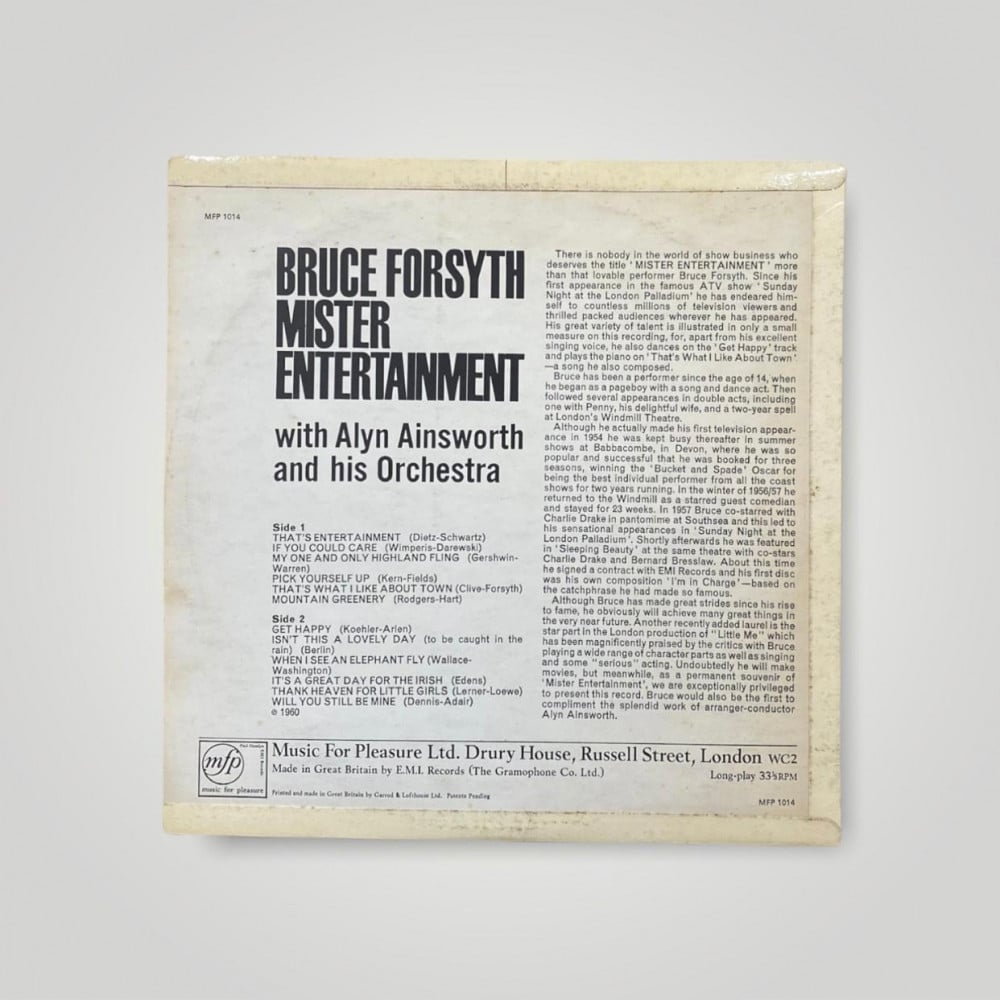 MFP 1014
BRUCE FORSYTH
MISTER
ENTERTAINMENT
with Alyn Ainsworth
and his Orchestra
Side 1
THAT'S ENTERTAINMENT (Dietz-Schwartz)
IF YOU COULD CARE (Wimperis-Darewski)
MY ONE AND ONLY HIGHLAND FLING (Gershwin-
Warren)
PICK YOURSELF UP (Kern-Fields)
THAT'S WHAT I LIKE ABOUT TOWN (Clive-Forsyth)
MOUNTAIN GREENERY (Rodgers-Hart)
Side 2
GET HAPPY (Koehler-Arlen)
ISN'T THIS A LOVELY DAY (to be caught in the
rain) (Berlin)
WHEN I SEE AN ELEPHANT FLY (Wallace-
Washington)
IT'S A GREAT DAY FOR THE IRISH (Edens)
THANK HEAVEN FOR LITTLE GIRLS (Lerner-Loewe)
WILL YOU STILL BE MINE (Dennis-Adair)
℗ 1960
There is nobody in the world of show business who
deserves the title 'MISTER ENTERTAINMENT' more
than that lovable performer Bruce Forsyth. Since his
first appearance in the famous ATV show 'Sunday
Night at the London Palladium' he has endeared him-
self to countless millions of television viewers and
thrilled packed audiences wherever he has appeared.
His great variety of talent is illustrated in only a small
measure on this recording, for, apart from his excellent
singing voice, he also dances on the 'Get Happy' track
and plays the piano on 'That's What I Like About Town'
—a song he also composed.
Bruce has been a performer since the age of 14, when
he began as a pageboy with a song and dance act. Then
followed several appearances in double acts, including
one with Penny, his delightful wife, and a two-year spell
at London's Windmill Theatre.
Although he actually made his first television appear-
ance in 1954 he was kept busy thereafter in summer
shows at Babbacombe, in Devon, where he was so
popular and successful that he was booked for three
seasons, winning the 'Bucket and Spade' Oscar for
being the best individual performer from all the coast
shows for two years running. In the winter of 1956/57 he
returned to the Windmill as a starred guest comedian
and stayed for 23 weeks. In 1957 Bruce co-starred with
Charlie Drake in pantomime at Southsea and this led to
his sensational appearances in 'Sunday Night at the
London Palladium'. Shortly afterwards he was featured
in 'Sleeping Beauty' at the same theatre with co-stars
Charlie Drake and Bernard Bresslaw. About this time
he signed a contract with EMI Records and his first disc
was his own composition 'I'm in Charge'—based on
the catchphrase he had made so famous.
Although Bruce has made great strides since his rise
to fame, he obviously will achieve many great things in
the very near future. Another recently added laurel is the
star part in the London production of "Little Me" which
has been magnificently praised by the critics with Bruce
playing a wide range of character parts as well as singing
and some "serious" acting. Undoubtedly he will make
movies, but meanwhile, as a permanent souvenir of
'Mister Entertainment', we are exceptionally privileged
to present this record. Bruce would also be the first to
compliment the splendid work of arranger-conductor
Alyn Ainsworth.
mfp
music for pleasure
Music For Pleasure Ltd. Drury House, Russell Street, London WC2
Made in Great Britain by E.M.I. Records (The Gramophone Co. Ltd.)
Long-play 33⅓RPM
Printed and made in Great Britain by Garrod & Lofthouse Ltd. Patents Pending
MFP 1014